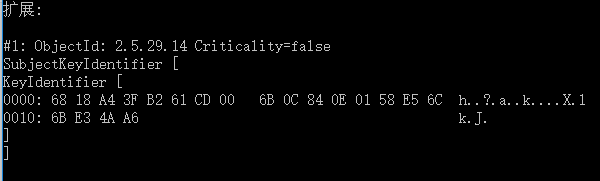 扩展:
#1: ObjectId: 2.5.29.14 Criticality=false
SubjectKeyIdentifier [
KeyIdentifier [
0000: 68 18 A4 3F B2 61 CD 00   6B 0C 84 0E 01 58 E5 6C  h..?.a..k....X.l
0010: 6B E3 4A A6                                        k.J.
]
]